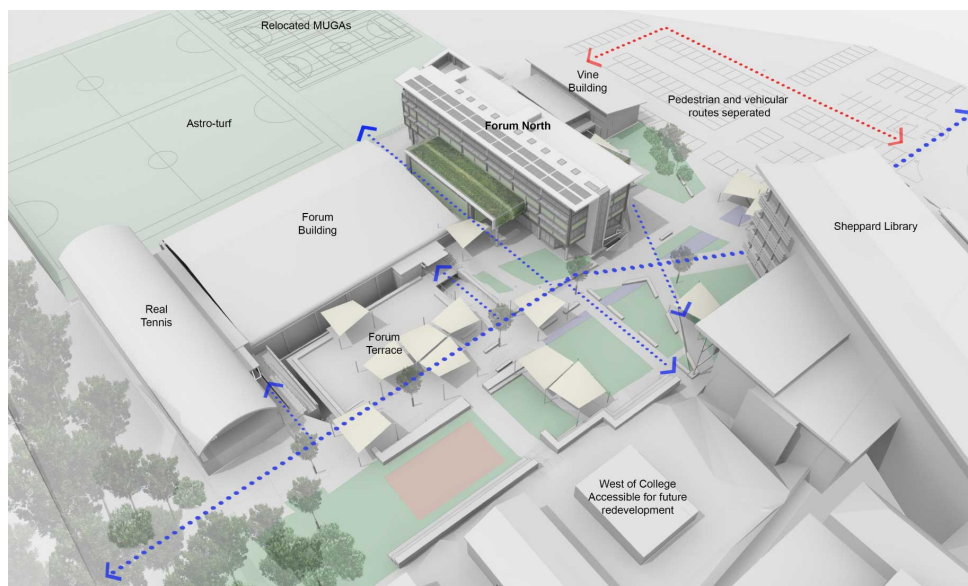 Relocated MUGAs
Vine
Building
Astro-turf
Pedestrian and vehicular
routes seperated
Forum North
Forum
Building
Sheppard Library
Real
Tennis
Forum
Terrace
West of College
Accessible for future
redevelopment